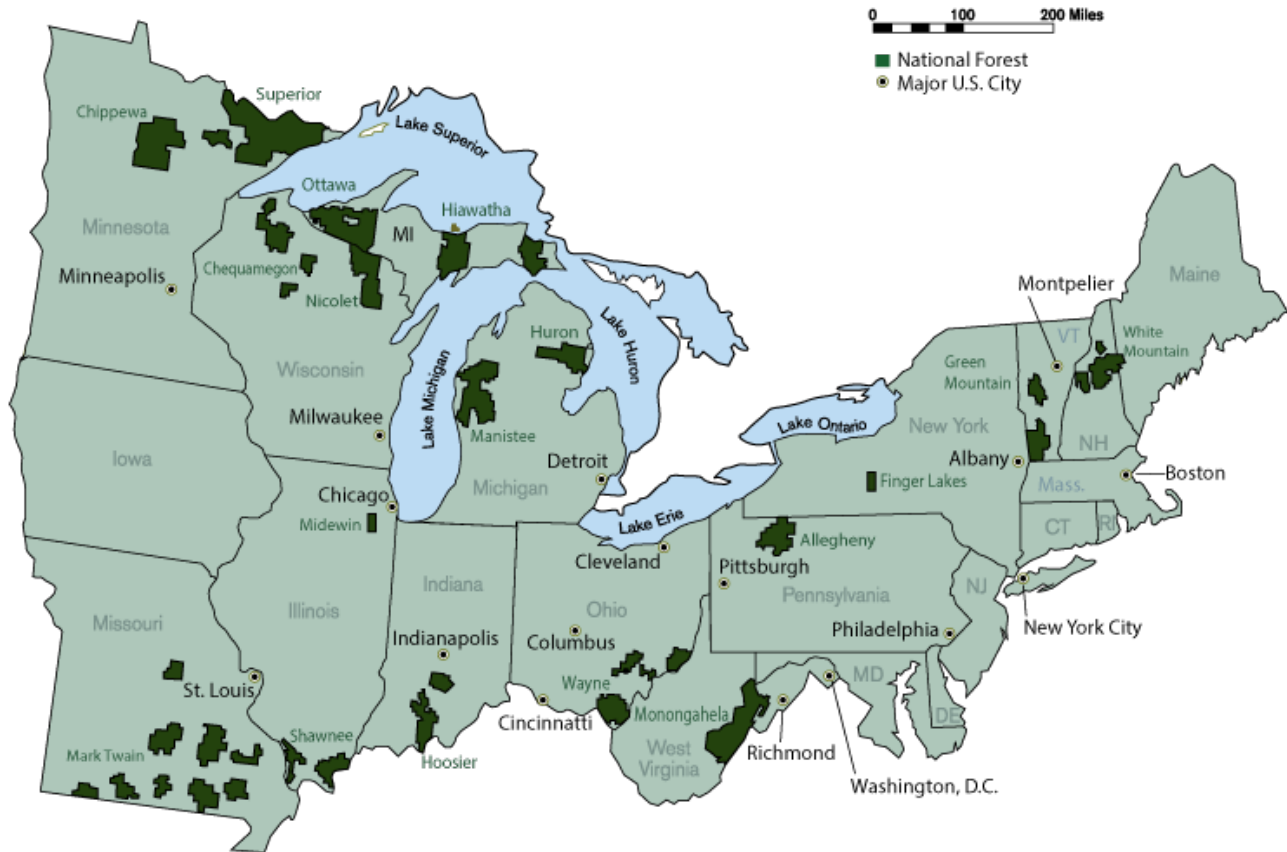 0 100 200 Miles
National Forest
Major U.S. City
Superior
Chippewa
Lake Superior
Ottawa
Hiawatha
Minnesota
MI
Minneapolis
Chequamegon
Nicolet
Maine
Montpelier
Huron
Lake Huron
VT
White
Mountain
Green
Mountain
Wisconsin
Lake Michigan
Milwaukee
Manistee
Lake Ontario
New York
NH
Iowa
Detroit
Albany
Boston
Michigan
Finger Lakes
Mass.
Chicago
Midewin
Lake Erie
CT
RI
Allegheny
Cleveland
Pittsburgh
Indiana
Pennsylvania
NJ
Illinois
Ohio
Missouri
New York City
Indianapolis
Columbus
Philadelphia
MD
St. Louis
Wayne
DE
Cincinnatti
Monongahela
Shawnee
Mark Twain
Hoosier
West
Virginia
Richmond
Washington, D.C.